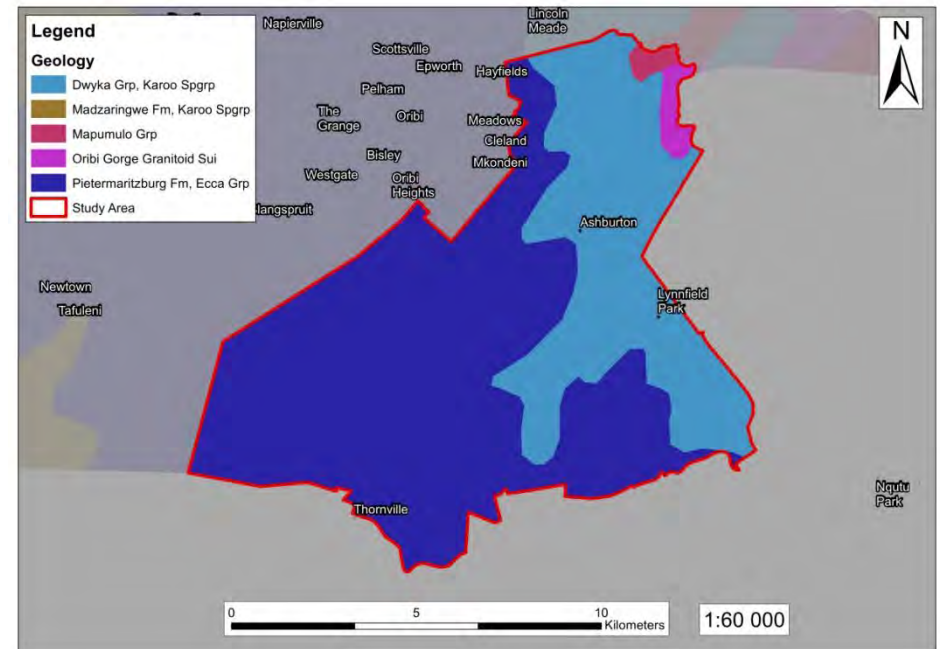 Legend
Geology
Dwyka Grp, Karoo Spgrp
Madzaringwe Fm, Karoo Spgrp
Mapumulo Grp
Oribi Gorge Granitoid Sui
Pietermaritzburg Fm, Ecca Grp
Study Area
N
Napierville
Lincoln
Meade
Scottsville
Epworth
Hayfields
Pelham
The
Grange
Oribi
Meadows
Cleland
Bisley
Mkondeni
Westgate
Oribi
Heights
langspruit
Ashburton
Newtown
Tafuleni
Lynnfield
Park
Nqutu
Park
Thornville
0 5 10
Kilometers
1:60 000